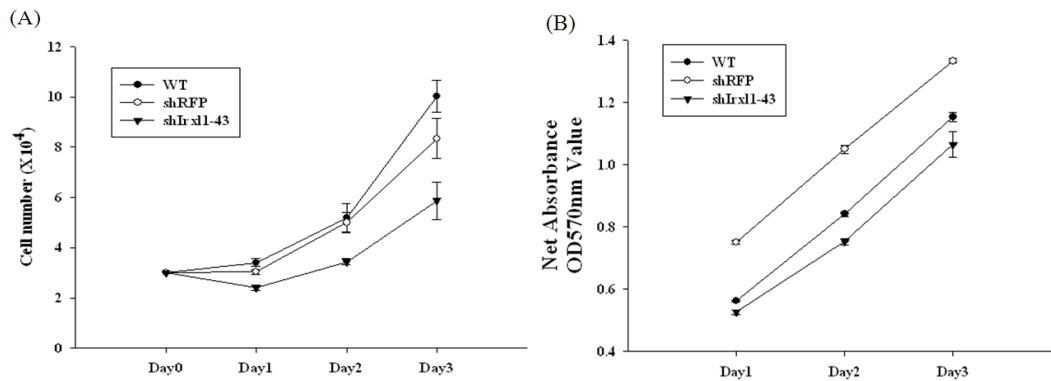 (A)
Cell number (X10⁴)
12
10
8
6
4
2
0
WT
shRFP
shIrxl1-43
Day0 Day1 Day2 Day3
(B)
Net Absorbance
OD570nm Value
1.4
1.2
1.0
0.8
0.6
0.4
WT
shRFP
shIrxl1-43
Day1 Day2 Day3